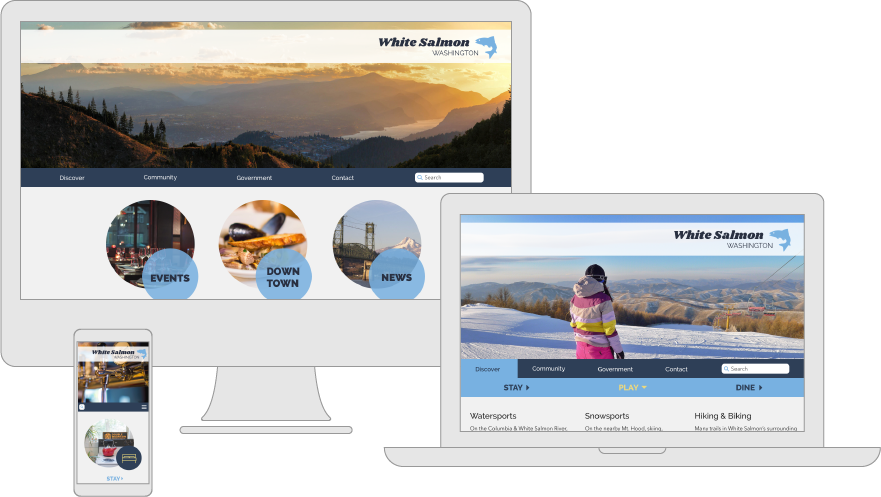 White Salmon
WASHINGTON
Discover
Community
Government
Contact
Search
EVENTS
DOWN
TOWN
NEWS
White Salmon
WASHINGTON
Discover
Community
Government
Contact
Search
STAY
PLAY
DINE
Watersports
Snowsports
Hiking & Biking
On the Columbia & White Salmon River,
On the nearby Mt. Hood, skiing,
Many trails in White Salmon's surrounding
White Salmon
WASHINGTON
STAY